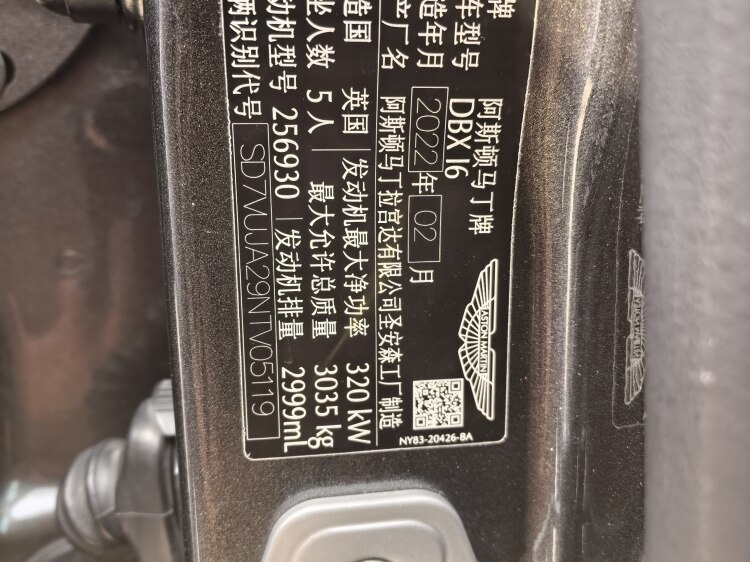 牌 阿斯顿马丁牌
车型号 DBX I6
造年月 2022年 02月
产厂名 阿斯顿马丁拉宫达有限公司圣安森工厂制造
造国 英国 发动机最大净功率 320 kW
坐人数 5人 最大允许总质量 3035 kg
动机型号 256930 发动机排量 2999mL
辆识别代号 SD7VUJA29NTV05119
ASTON MARTIN
NY83-20426-BA